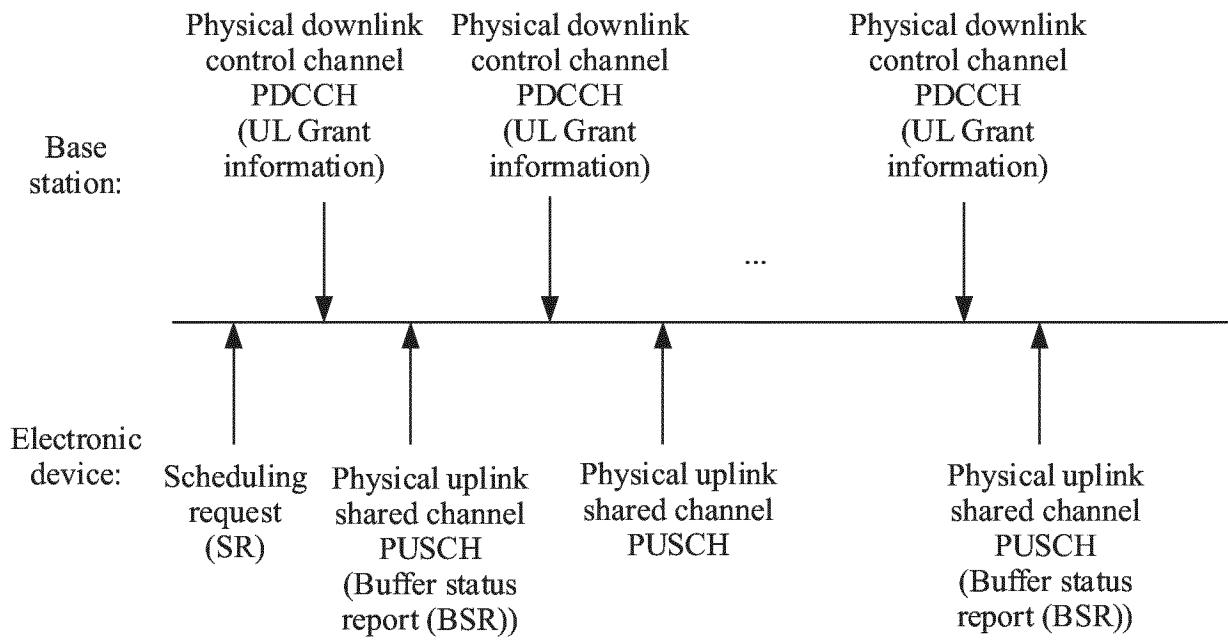 Physical downlink
control channel
PDCCH
(UL Grant
information)
Physical downlink
control channel
PDCCH
(UL Grant
information)
Physical downlink
control channel
PDCCH
(UL Grant
information)
Base
station:
...
Electronic
device:
Scheduling
request
(SR)
Physical uplink
shared channel
PUSCH
(Buffer status
report (BSR))
Physical uplink
shared channel
PUSCH
Physical uplink
shared channel
PUSCH
(Buffer status
report (BSR))